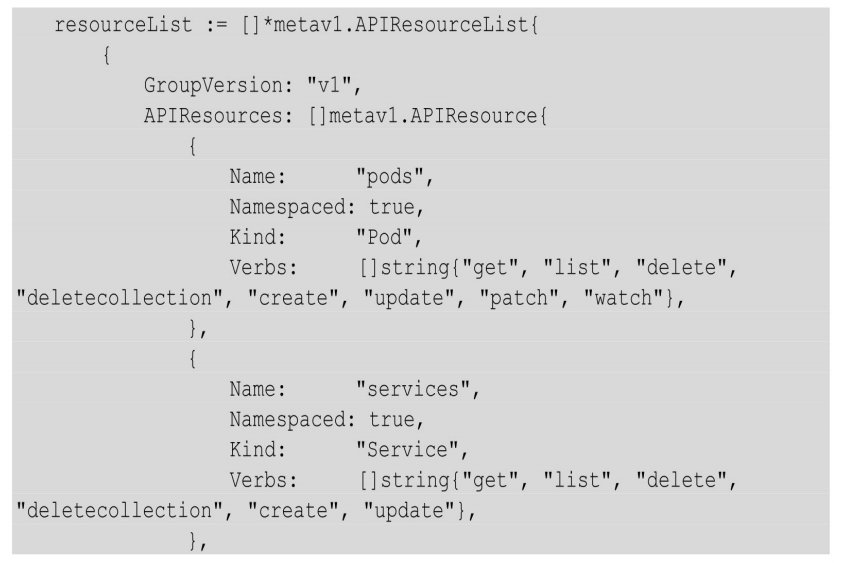 resourceList := []*metav1.APIResourceList{
{
GroupVersion: "v1",
APIResources: []metav1.APIResource{
{
Name: "pods",
Namespaced: true,
Kind: "Pod",
Verbs: []string{"get", "list", "delete",
"deletecollection", "create", "update", "patch", "watch"},
},
{
Name: "services",
Namespaced: true,
Kind: "Service",
Verbs: []string{"get", "list", "delete",
"deletecollection", "create", "update"},
},